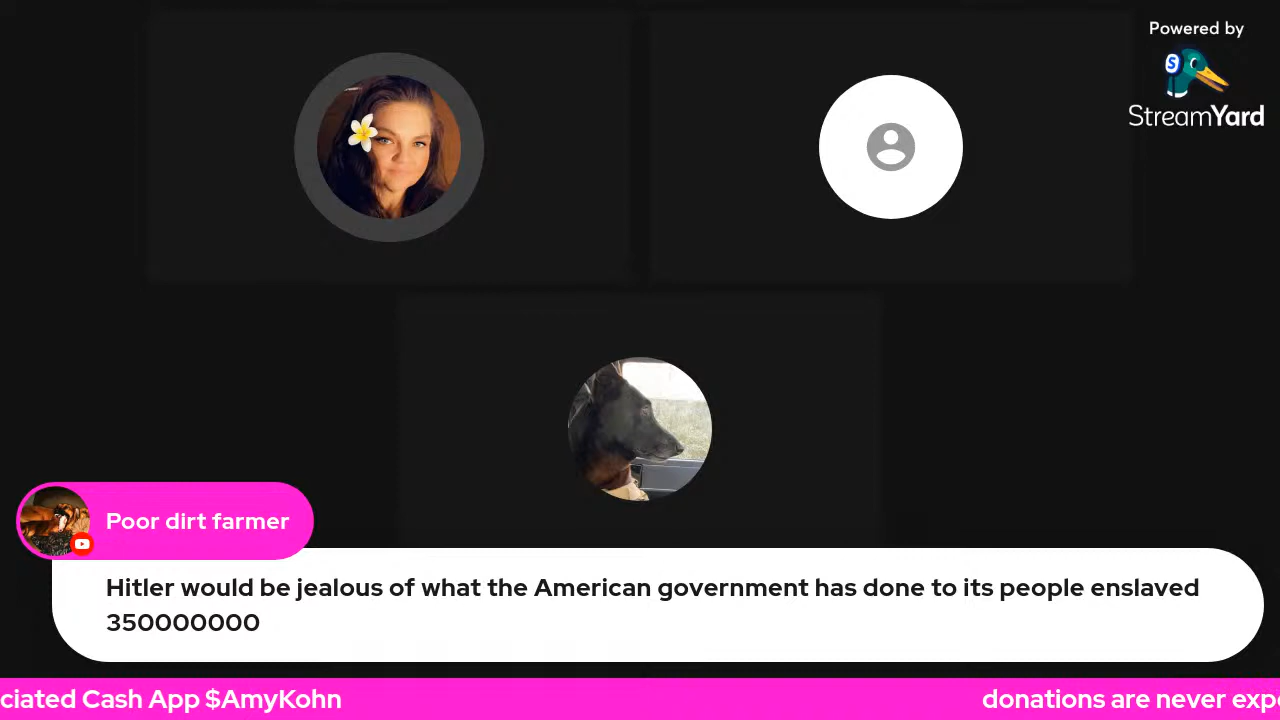 Powered by
StreamYard
Poor dirt farmer
Hitler would be jealous of what the American government has done to its people enslaved
350000000
ciated Cash App $AmyKohn donations are never exp